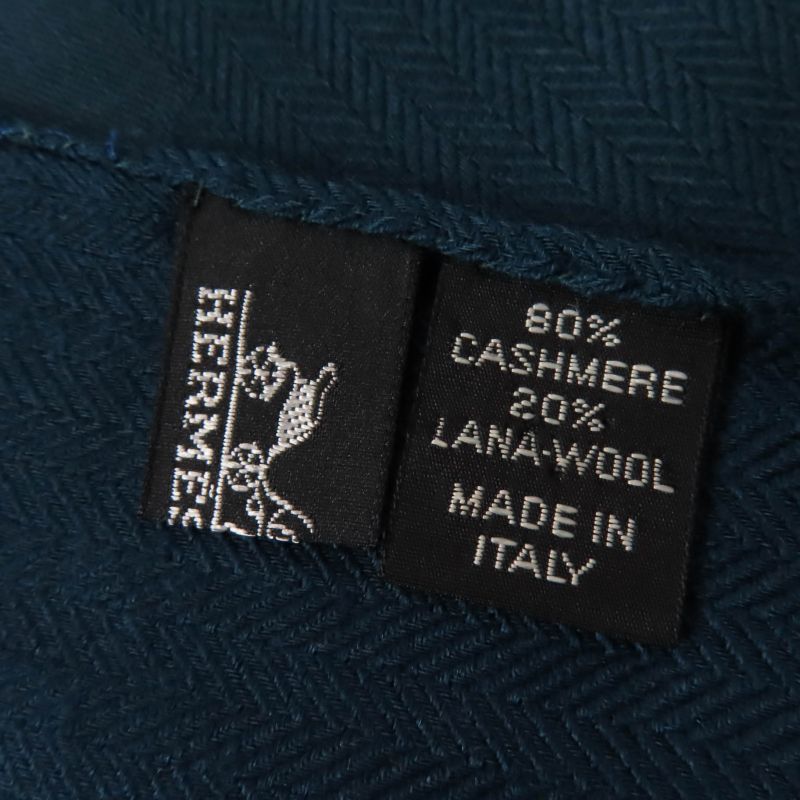 HERMES
80%
CASHMERE
20%
LANA-WOOL
MADE IN
ITALY